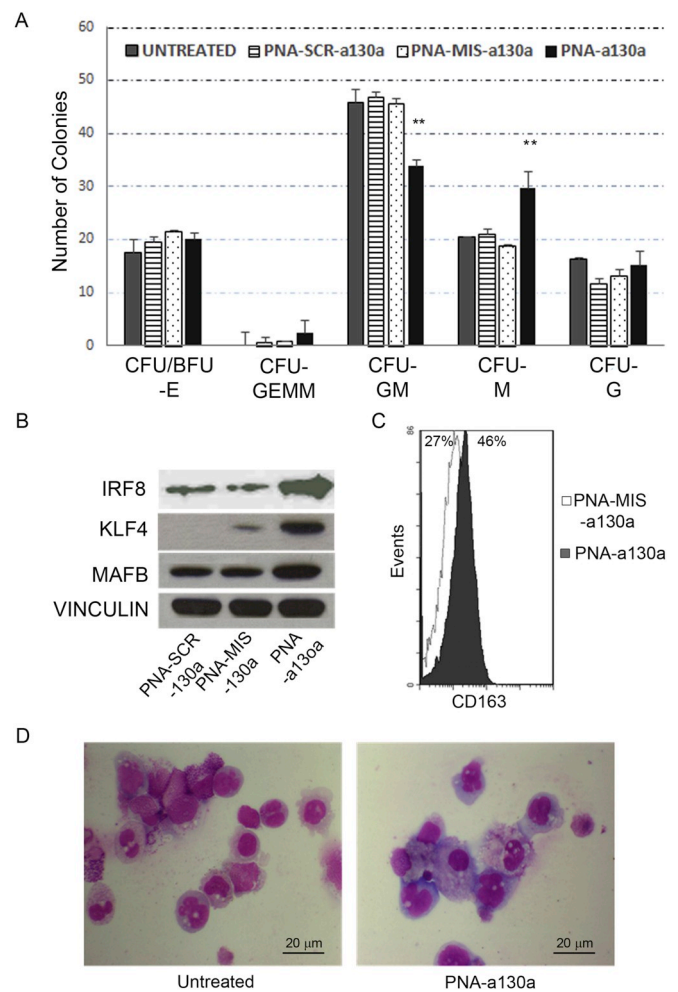 A
60
50
40
30
20
10
0
Number of Colonies
UNTREATED PNA-SCR-a130a PNA-MIS-a130a PNA-a130a
**
**
CFU/BFU
-E
CFU-
GEMM
CFU-
GM
CFU-
M
CFU-
G
B
IRF8
KLF4
MAFB
VINCULIN
PNA-SCR
-130a
PNA-MIS
-130a
PNA
-a13oa
C
86
0
Events
27% 46%
CD163
PNA-MIS
-a130a
PNA-a130a
D
20 μm
20 μm
Untreated
PNA-a130a